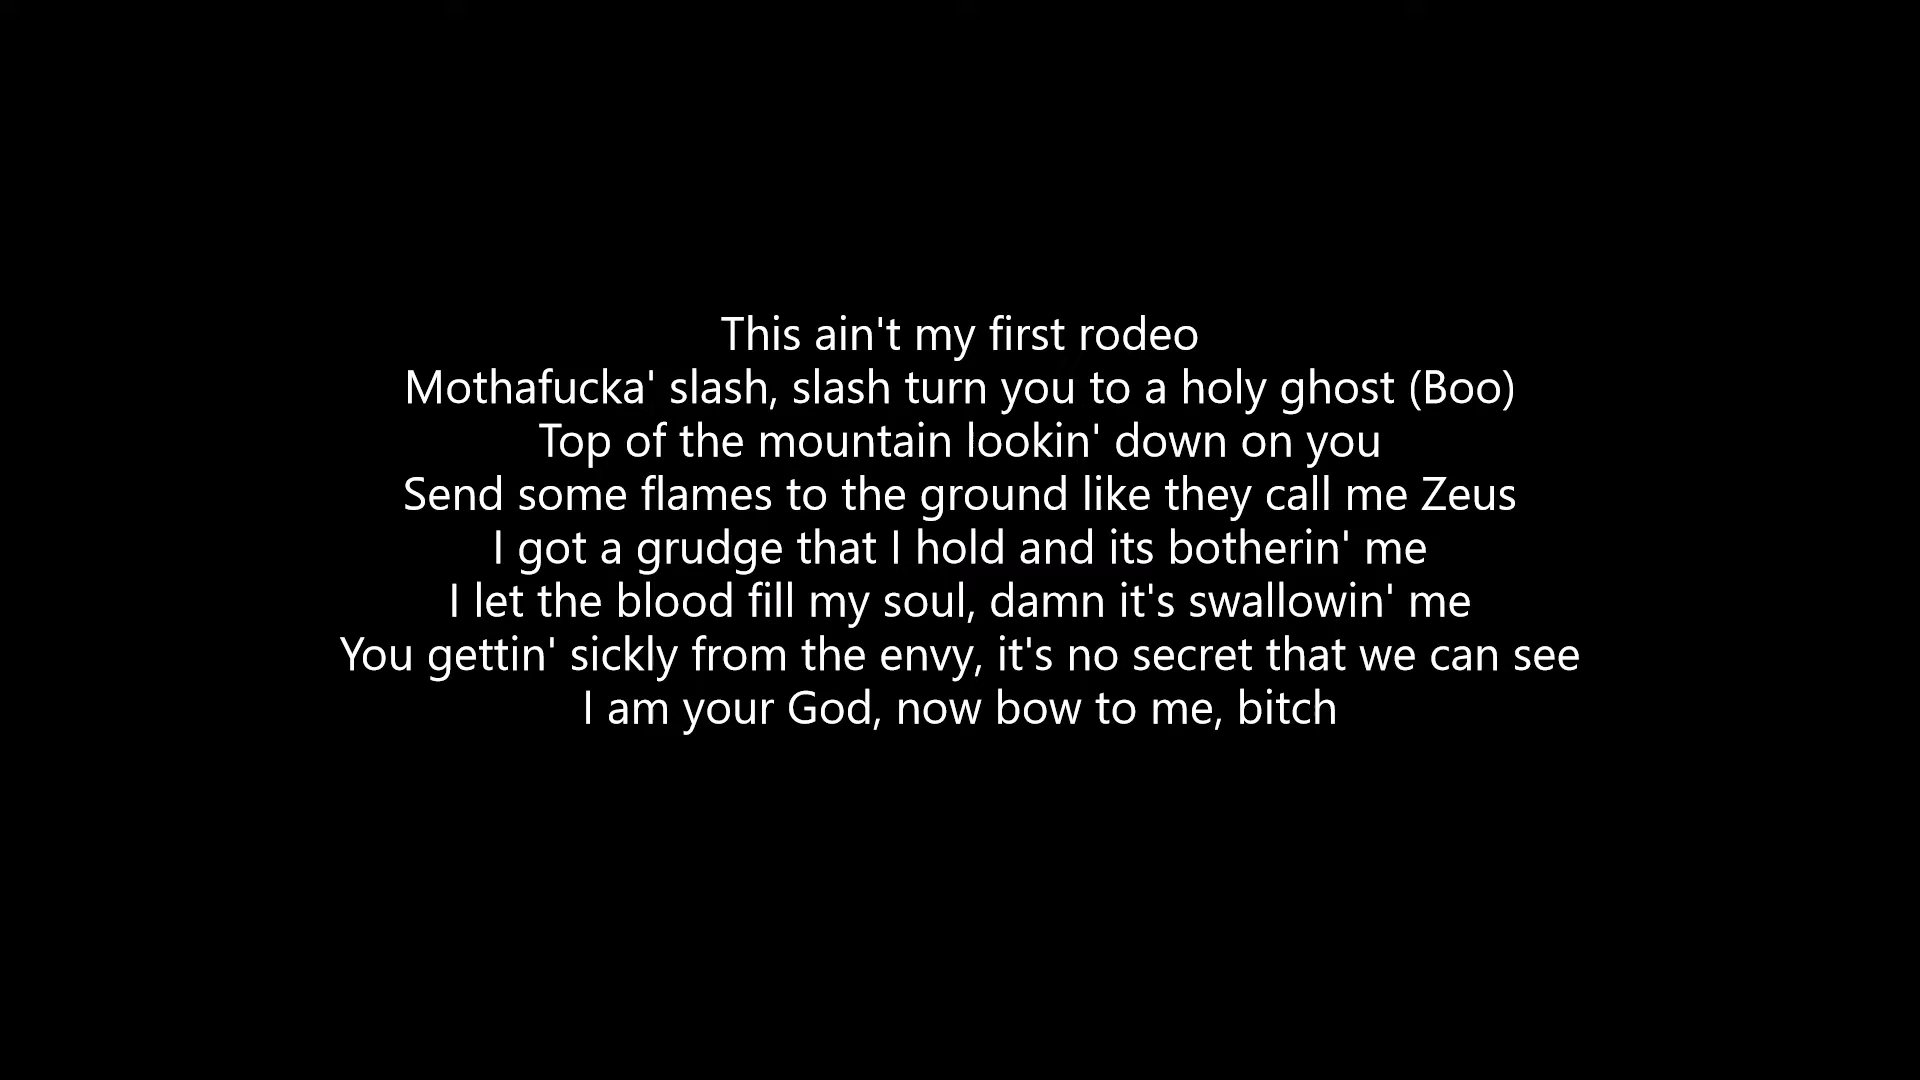 This ain't my first rodeo
Mothafucka' slash, slash turn you to a holy ghost (Boo)
Top of the mountain lookin' down on you
Send some flames to the ground like they call me Zeus
I got a grudge that I hold and its botherin' me
I let the blood fill my soul, damn it's swallowin' me
You gettin' sickly from the envy, it's no secret that we can see
I am your God, now bow to me, bitch